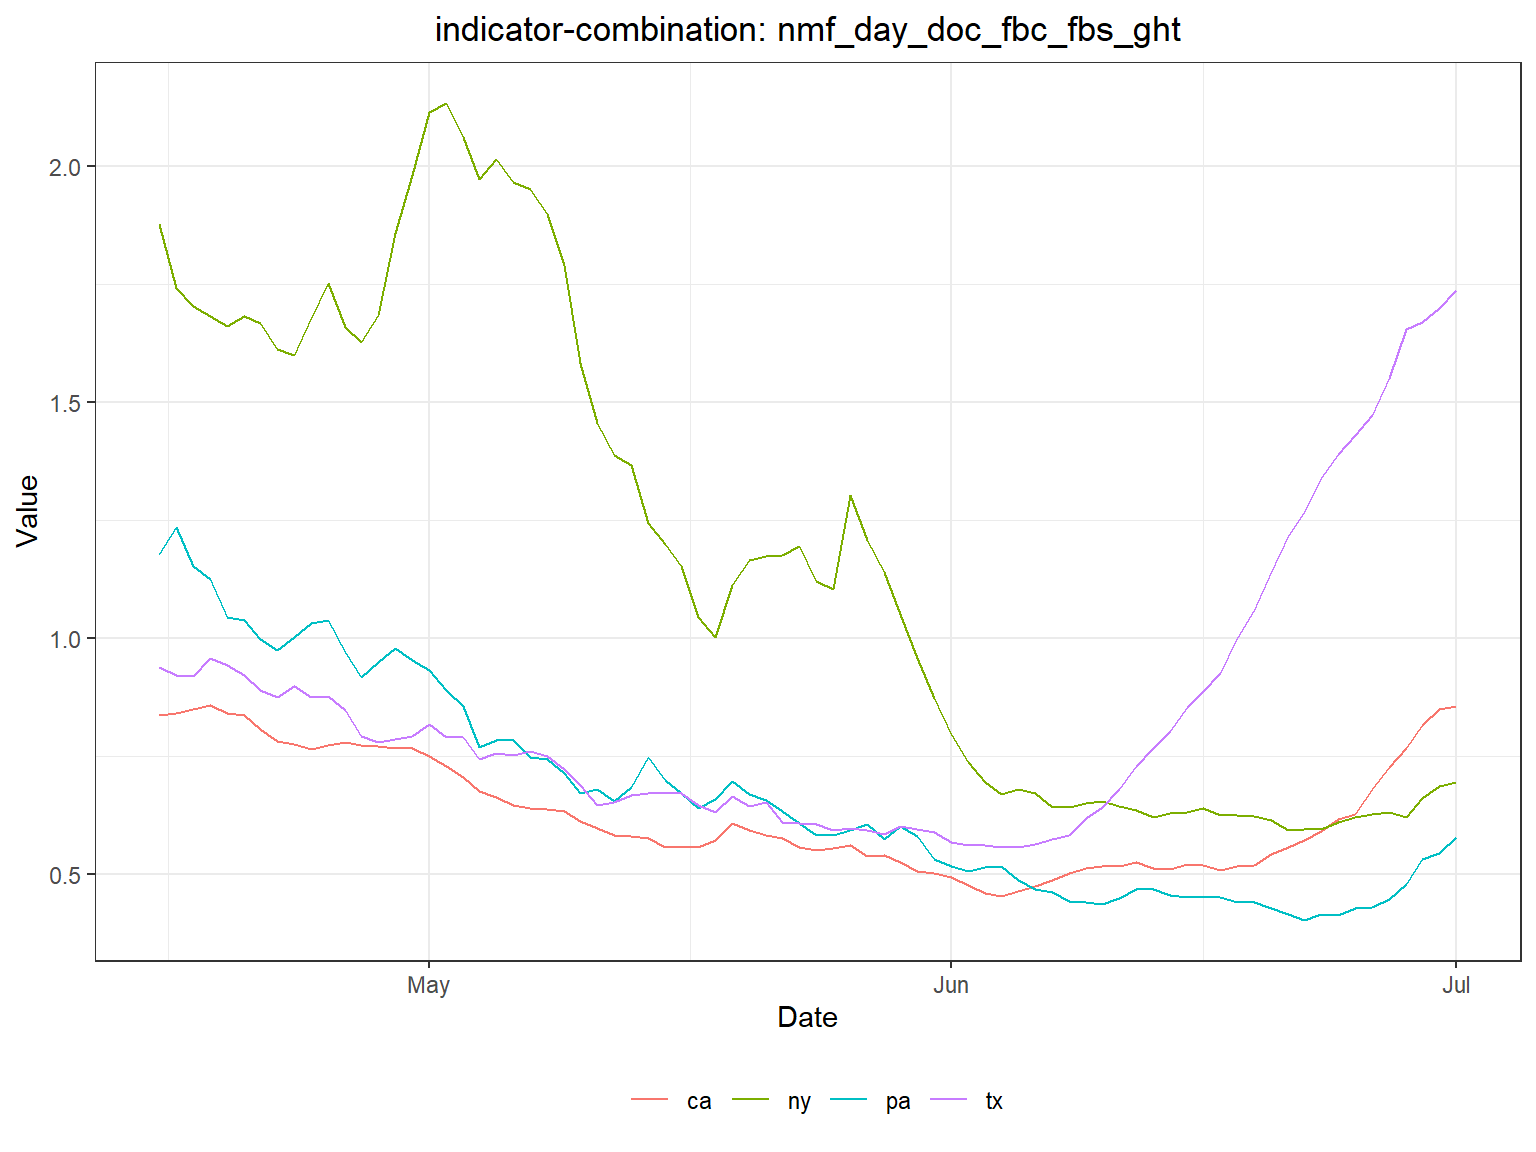 indicator-combination: nmf_day_doc_fbc_fbs_ght
2.0
1.5
1.0
0.5
Value
May Jun Jul
Date
ca ny pa tx